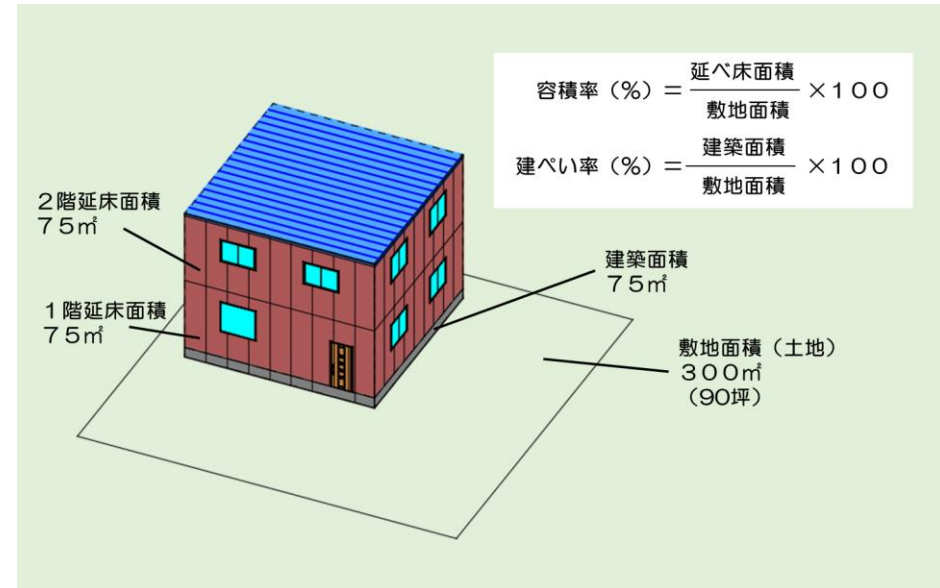 容積率（％）＝延べ床面積／敷地面積×１００
建ぺい率（％）＝建築面積／敷地面積×１００
２階延床面積
７５㎡
１階延床面積
７５㎡
建築面積
７５㎡
敷地面積（土地）
３００㎡
（90坪）